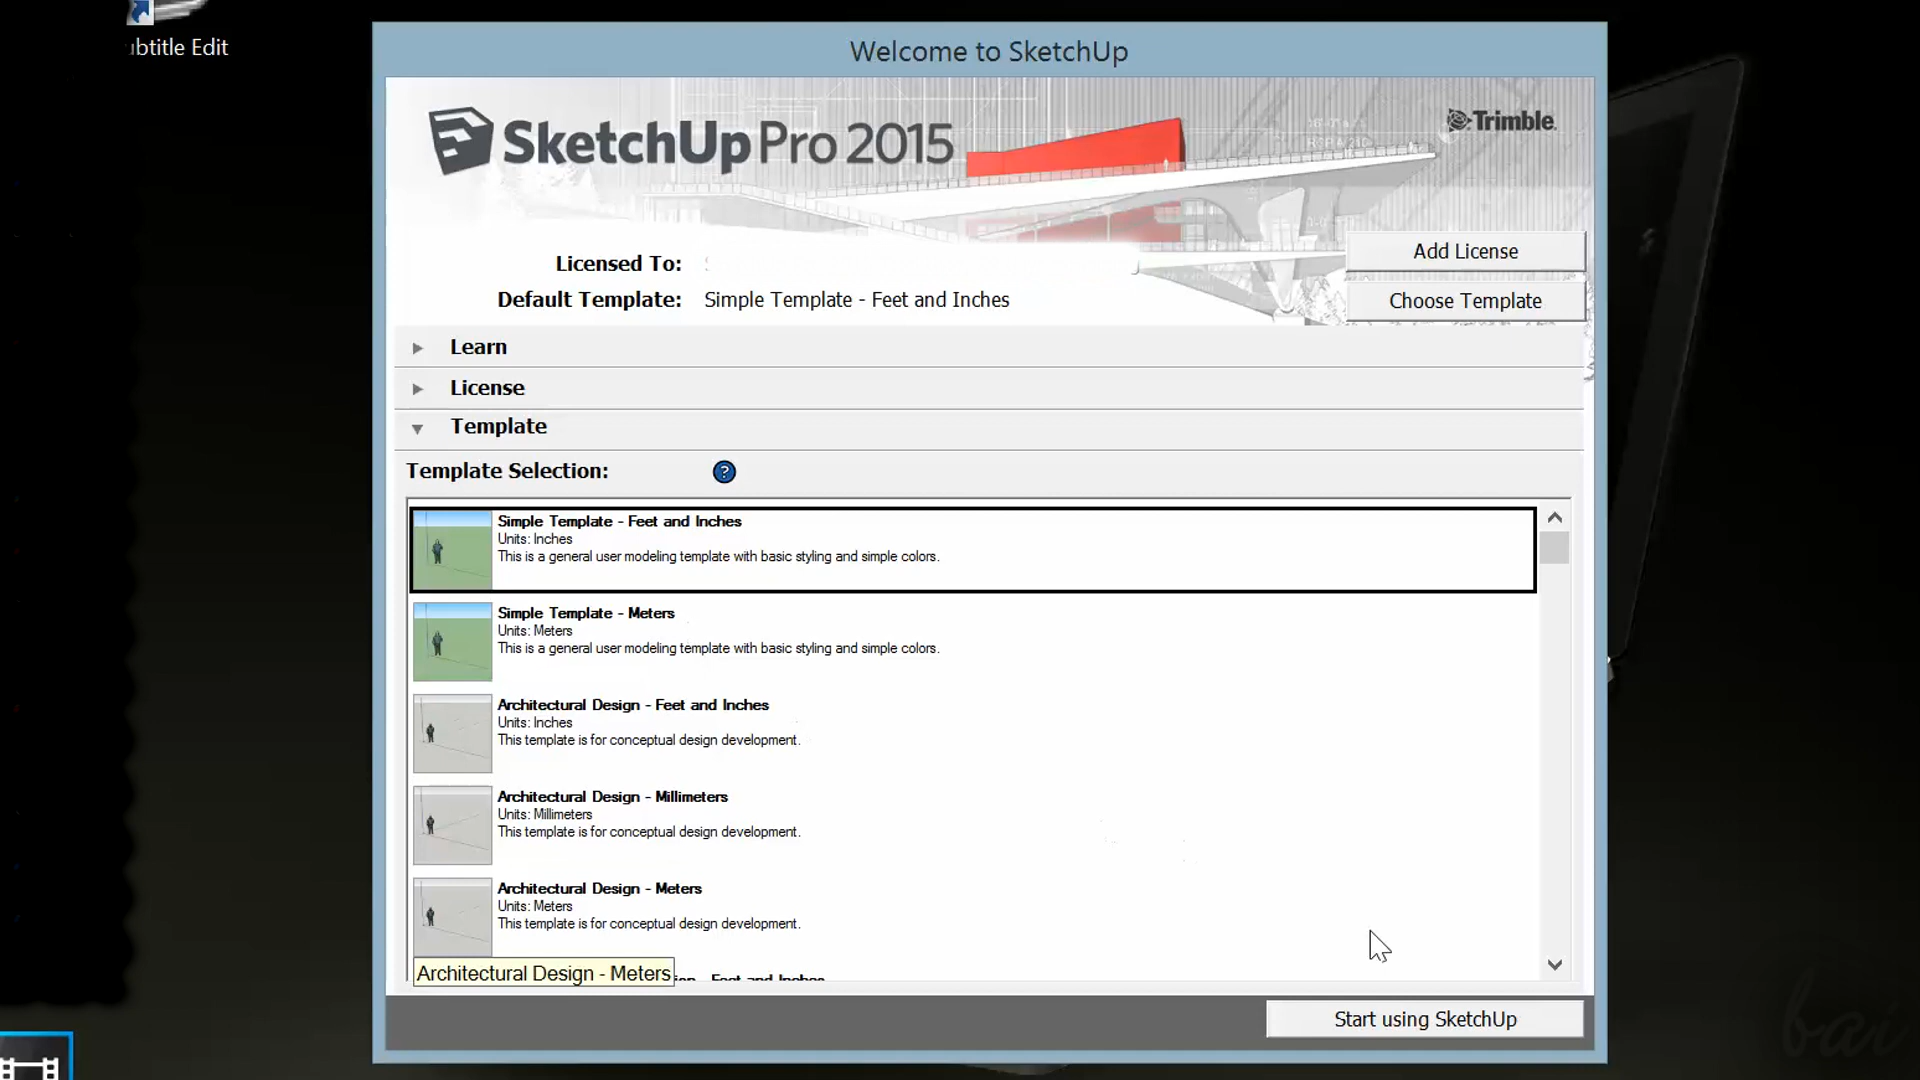 Subtitle Edit
Welcome to SketchUp
SketchUp Pro 2015
Trimble.
Licensed To:
Add License
Default Template: Simple Template - Feet and Inches
Choose Template
Learn
License
Template
Template Selection: ?
Simple Template - Feet and Inches
Units: Inches
This is a general user modeling template with basic styling and simple colors.
Simple Template - Meters
Units: Meters
This is a general user modeling template with basic styling and simple colors.
Architectural Design - Feet and Inches
Units: Inches
This template is for conceptual design development.
Architectural Design - Millimeters
Units: Millimeters
This template is for conceptual design development.
Architectural Design - Meters
Units: Meters
This template is for conceptual design development.
Architectural Design - Meters
- Feet and Inches
Start using SketchUp